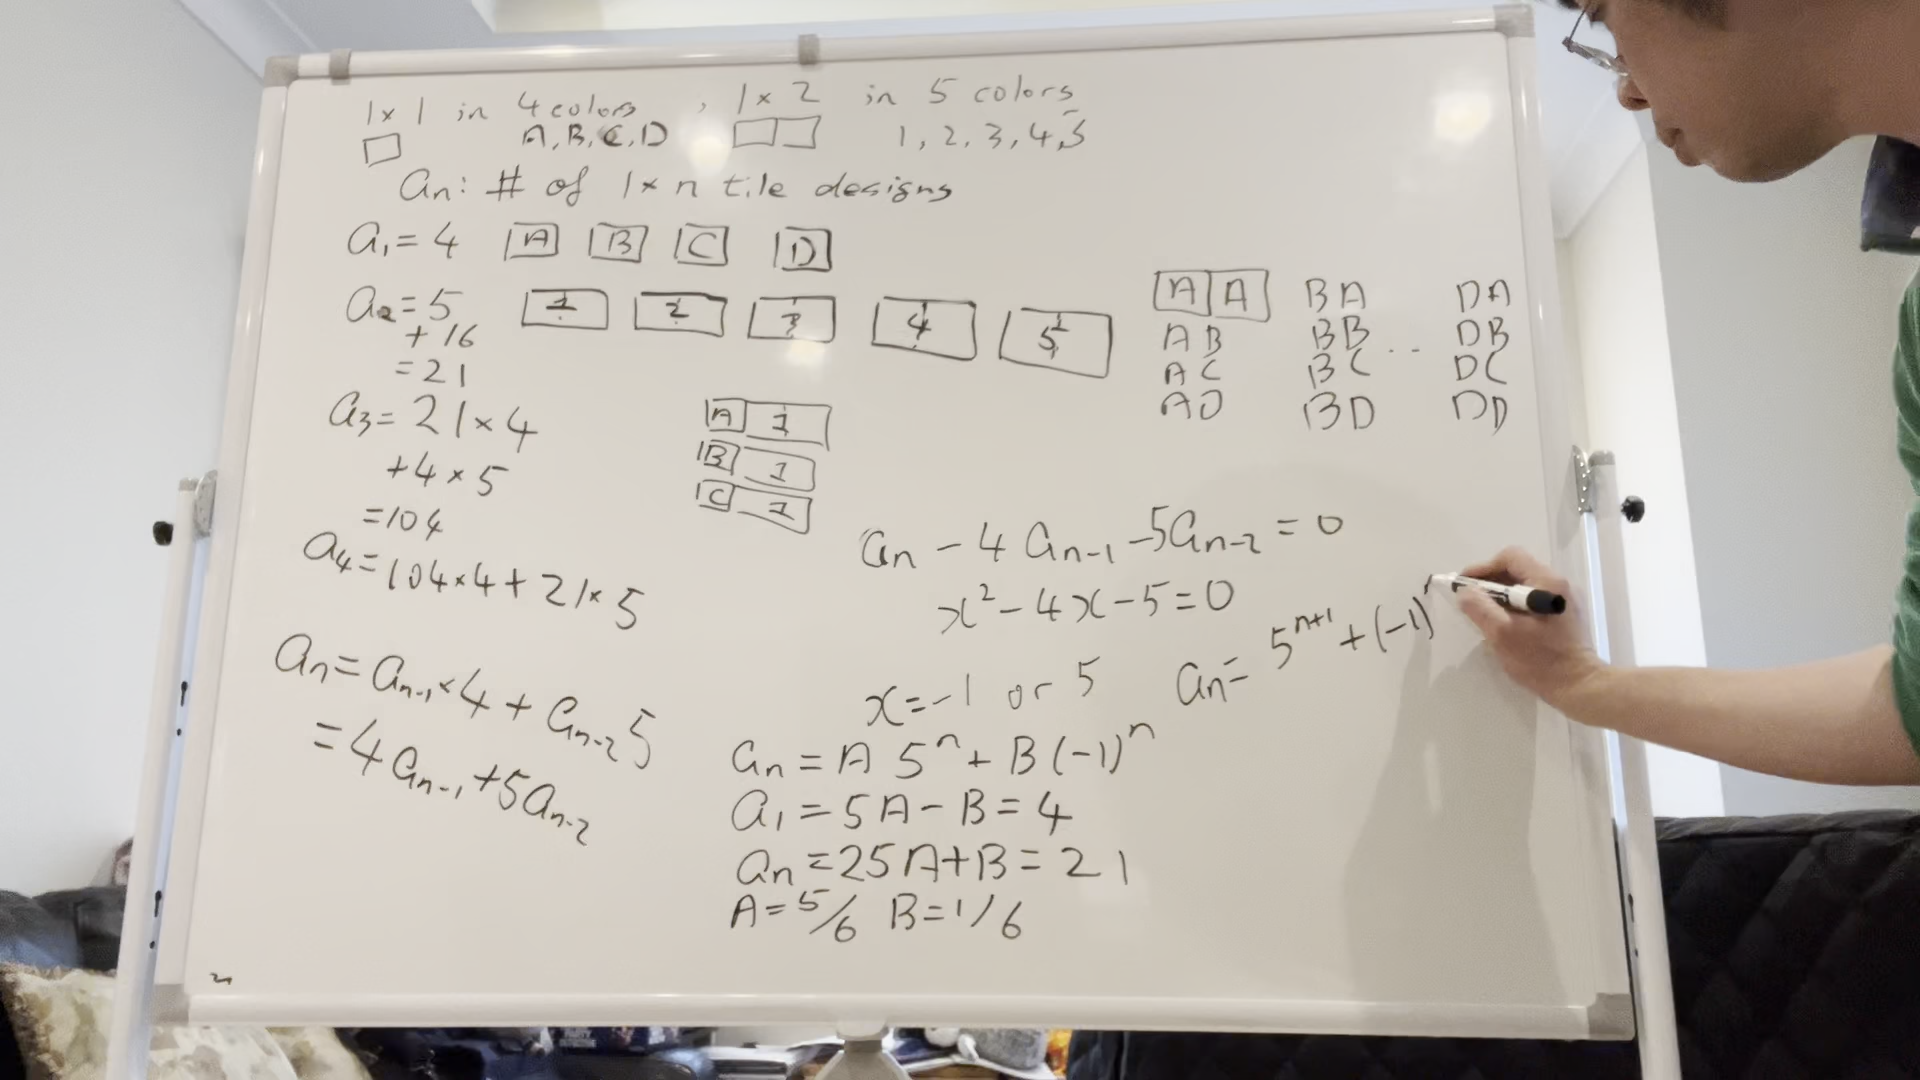 1×1 in 4 colors, 1×2 in 5 colors
A, B, C, D 1, 2, 3, 4, 5
an: # of 1×n tile designs
a1 = 4 A B C D
a2 = 5 1 2 3 4 5
+ 16
= 21
A A BA DA
AB BB .. DB
AC BC DC
AD BD DD
a3 = 21×4
+4×5
=104
A 1
B 1
C 1
a4 = 104×4 + 21×5
an = an-1×4 + an-2 5
= 4an-1 + 5an-2
an - 4an-1 - 5an-2 = 0
x² - 4x - 5 = 0
x = -1 or 5
an = A 5^n + B(-1)^n
a1 = 5A - B = 4
an = 25A + B = 21
A = 5/6 B = 1/6
an = 5^n+1 + (-1)